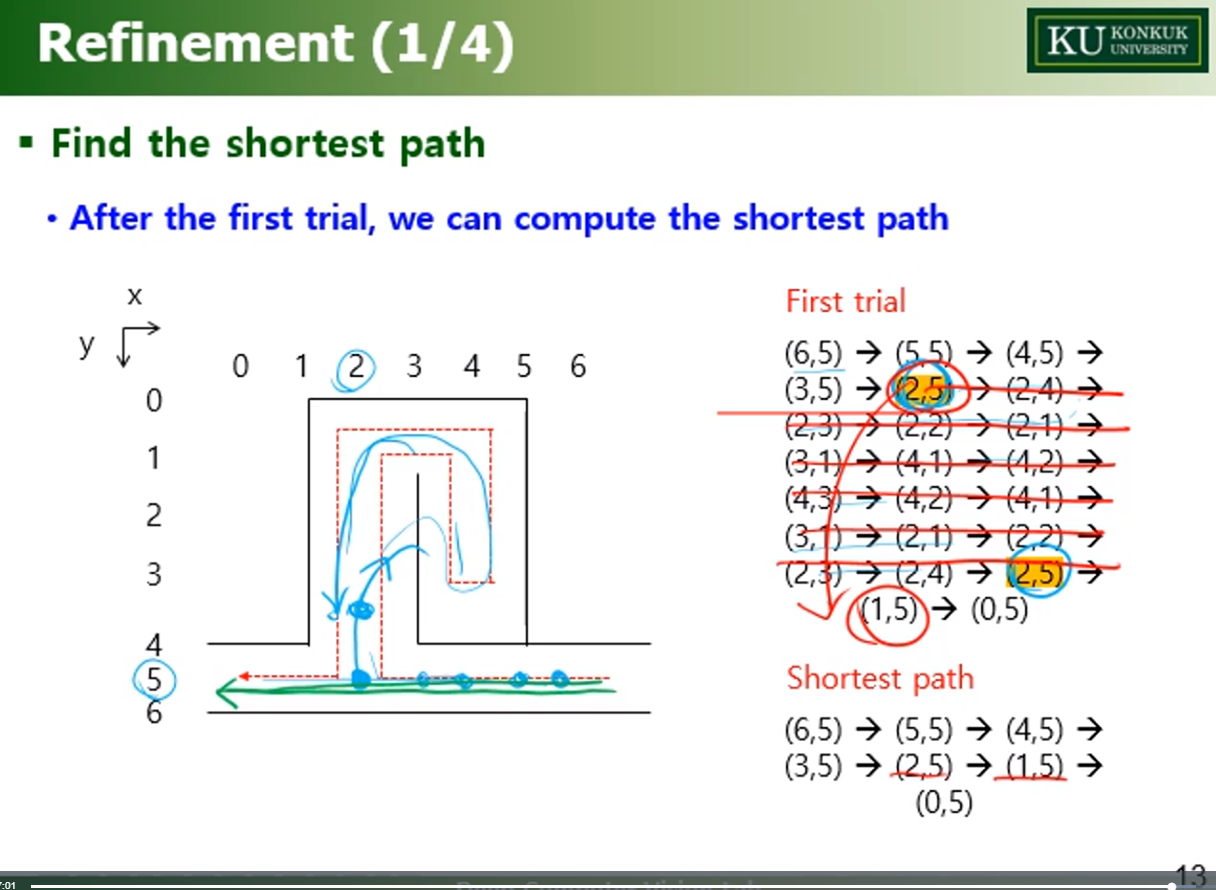 Refinement (1/4)
KU KONKUK UNIVERSITY
▪ Find the shortest path
• After the first trial, we can compute the shortest path
x
y
0 1 2 3 4 5 6
0
1
2
3
4
5
6
First trial
(6,5) → (5,5) → (4,5) →
(3,5) → (2,5) → (2,4) →
(2,3) → (2,2) → (2,1) →
(3,1) → (4,1) → (4,2) →
(4,3) → (4,2) → (4,1) →
(3,1) → (2,1) → (2,2) →
(2,3) → (2,4) → (2,5) →
(1,5) → (0,5)
Shortest path
(6,5) → (5,5) → (4,5) →
(3,5) → (2,5) → (1,5) →
(0,5)
13